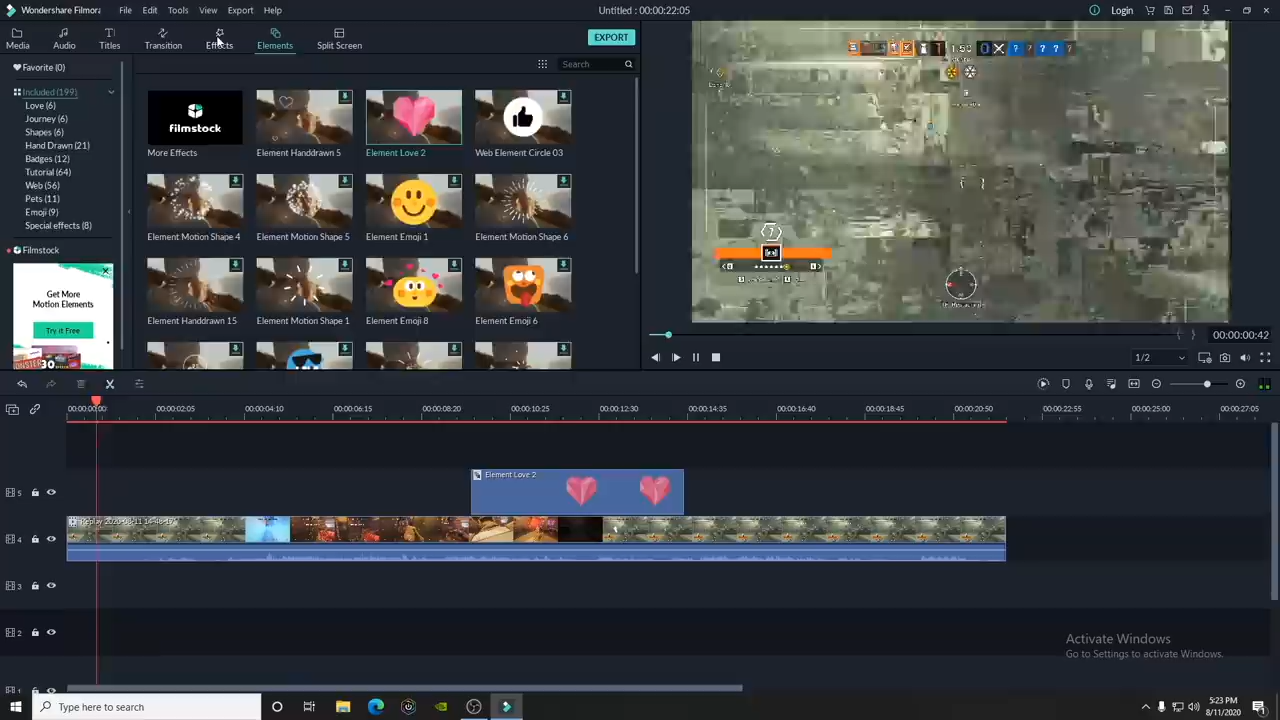 Wondershare Filmora
File Edit Tools View Export Help
Untitled : 00:00:22:05
Login
Media Audio Titles Transition Effects Elements Split Screen
EXPORT
Favorite (0)
Search
Included (199)
Love (6)
Journey (6)
Shapes (6)
Hand Drawn (21)
Badges (12)
Tutorial (64)
Web (56)
Pets (11)
Emoji (9)
Special effects (8)
Filmstock
Get More
Motion Elements
Try it Free
filmstock
More Effects Element Handdrawn 5 Element Love 2 Web Element Circle 03
Element Motion Shape 4 Element Motion Shape 5 Element Emoji 1 Element Motion Shape 6
Element Handdrawn 15 Element Motion Shape 1 Element Emoji 8 Element Emoji 6
1:50
00:00:00:42
1/2
00:00:00:00 00:00:02:05 00:00:04:10 00:00:06:15 00:00:08:20 00:00:10:25 00:00:12:30 00:00:14:35 00:00:16:40 00:00:18:45 00:00:20:50 00:00:22:55 00:00:25:00 00:00:27:05
Element Love 2
5
4
3
2
1
Activate Windows
Go to Settings to activate Windows.
Type here to search
5:23 PM
8/11/2020